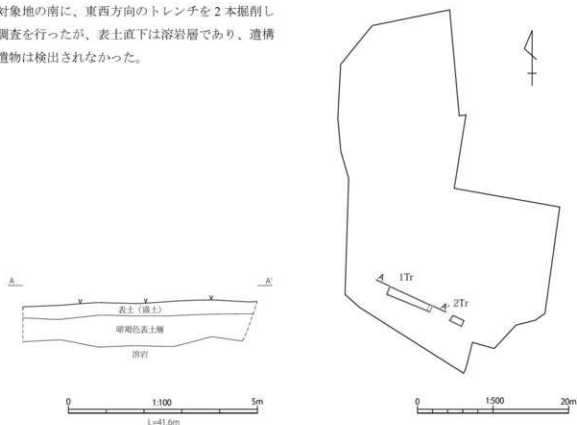 対象地の南に、東西方向のトレンチを2本掘削し
調査を行ったが、表土直下は溶岩層であり、遺構
遺物は検出されなかった。
A
A'
表土（盛土）
暗褐色表土層
溶岩
0 1:100 5m
L=41.6m
A 1Tr
A' 2Tr
0 1:500 20m